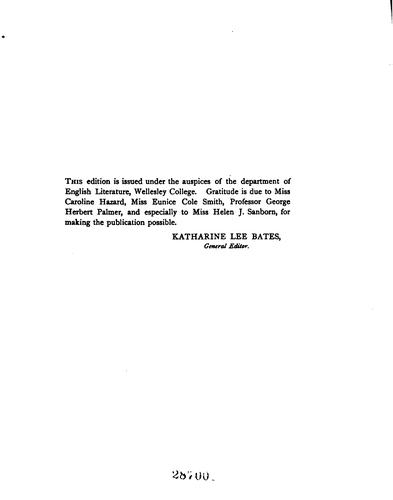 THIS edition is issued under the auspices of the department of
English Literature, Wellesley College. Gratitude is due to Miss
Caroline Hazard, Miss Eunice Cole Smith, Professor George
Herbert Palmer, and especially to Miss Helen J. Sanborn, for
making the publication possible.
KATHARINE LEE BATES,
General Editor.